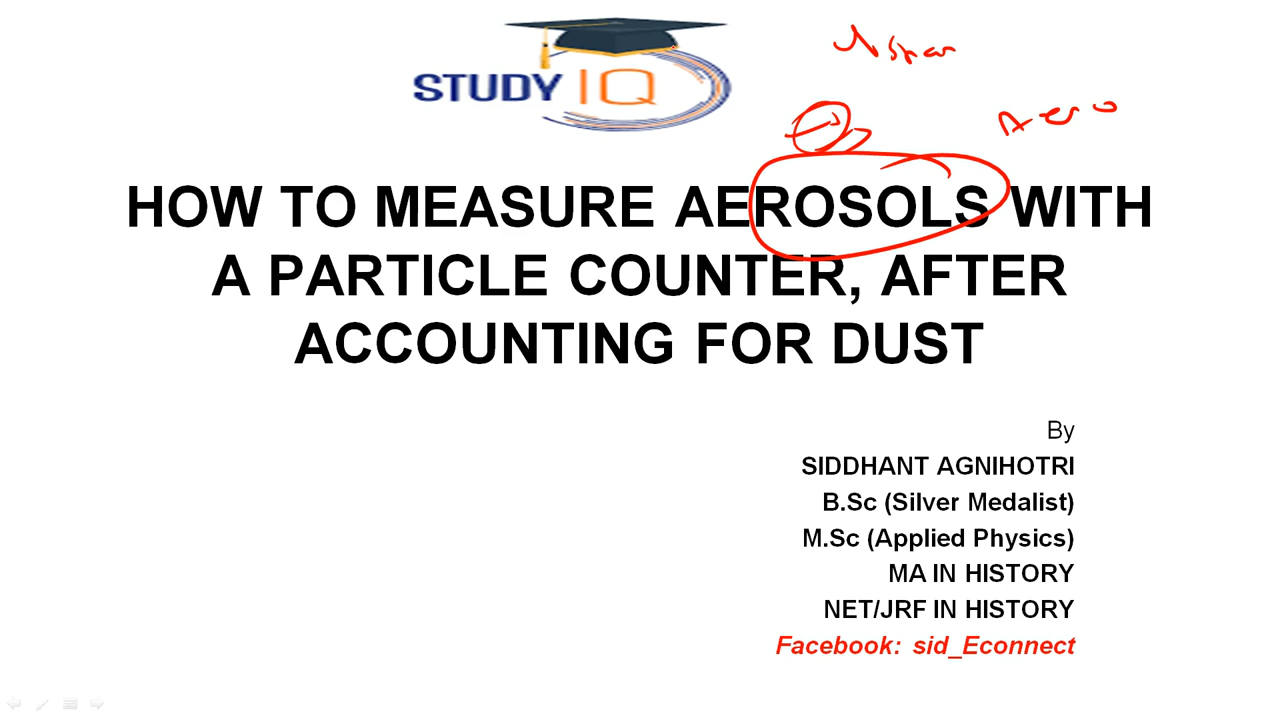 STUDY IQ
Aero
HOW TO MEASURE AEROSOLS WITH
A PARTICLE COUNTER, AFTER
ACCOUNTING FOR DUST
By
SIDDHANT AGNIHOTRI
B.Sc (Silver Medalist)
M.Sc (Applied Physics)
MA IN HISTORY
NET/JRF IN HISTORY
Facebook: sid_Econnect